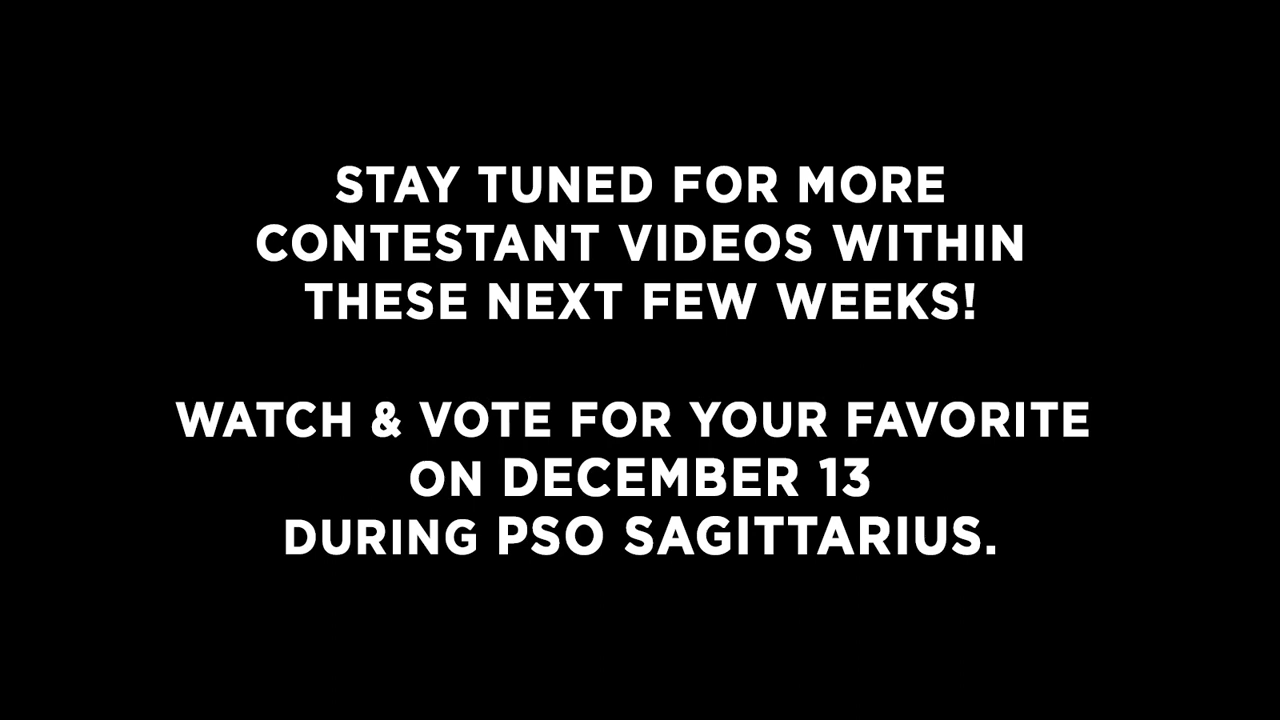 STAY TUNED FOR MORE
CONTESTANT VIDEOS WITHIN
THESE NEXT FEW WEEKS!
WATCH & VOTE FOR YOUR FAVORITE
ON DECEMBER 13
DURING PSO SAGITTARIUS.